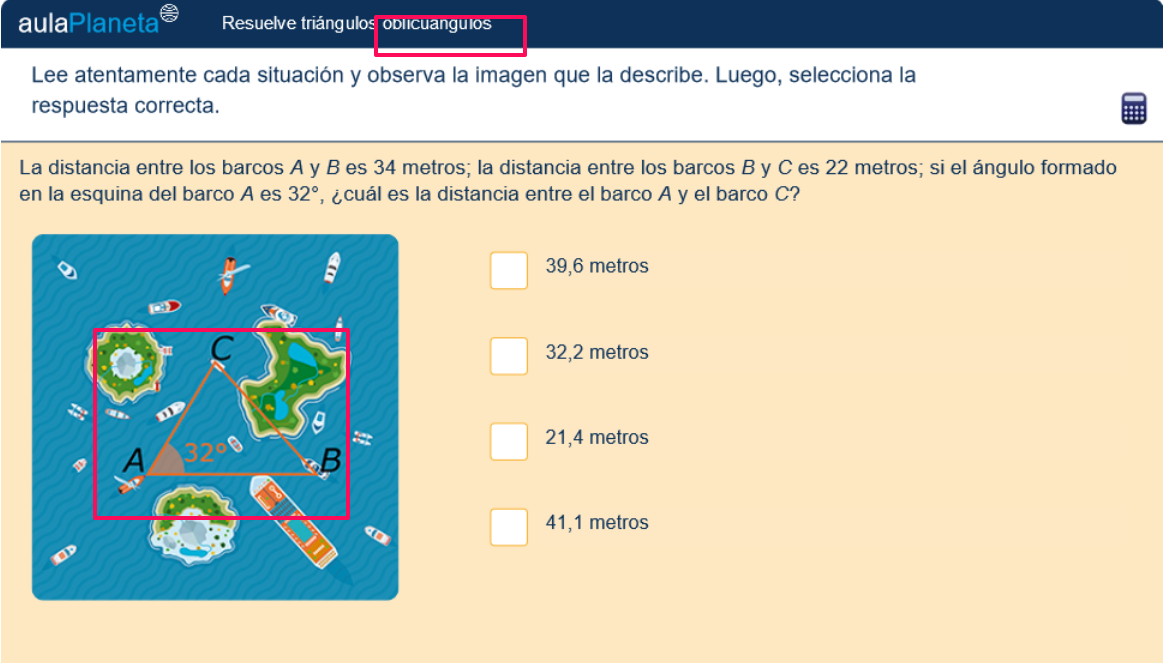 aulaPlaneta Resuelve triángulos oblicuángulos
Lee atentamente cada situación y observa la imagen que la describe. Luego, selecciona la
respuesta correcta.
La distancia entre los barcos A y B es 34 metros; la distancia entre los barcos B y C es 22 metros; si el ángulo formado
en la esquina del barco A es 32°, ¿cuál es la distancia entre el barco A y el barco C?
C
A 32° B
39,6 metros
32,2 metros
21,4 metros
41,1 metros